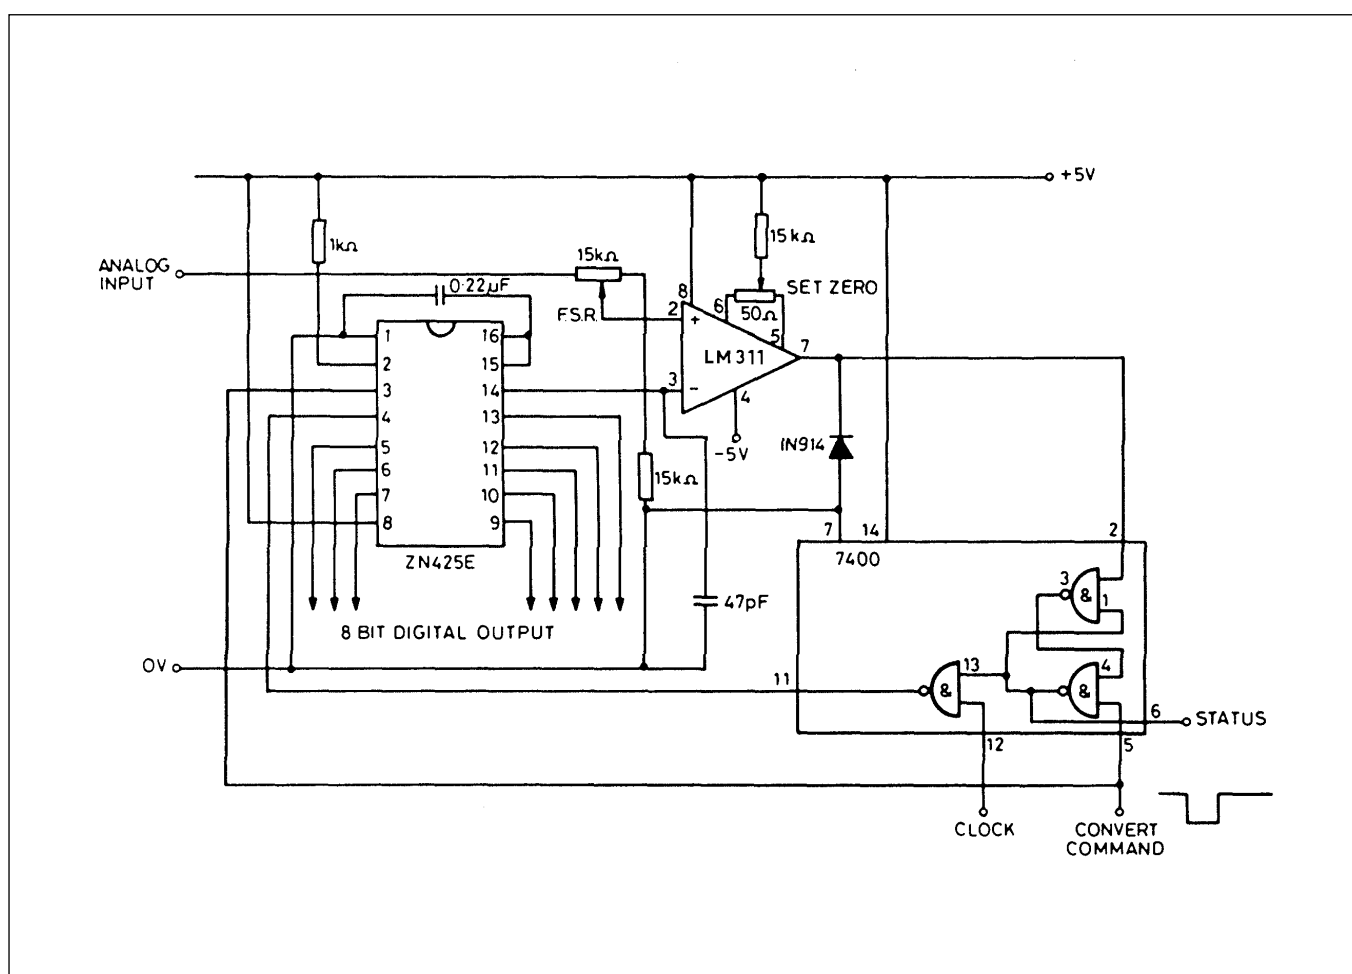 +5V
1kΩ
15kΩ
15kΩ
ANALOG
INPUT
0·22µF
F.S.R.
SET ZERO
50Ω
8
6
5
2
+
7
LM311
3
-
4
-5V
1
2
3
4
5
6
7
8
16
15
14
13
12
11
10
9
ZN425E
IN914
15kΩ
7
14
2
7400
3
&
1
47pF
8 BIT DIGITAL OUTPUT
0V
13
4
11
&
&
6
STATUS
12
5
CLOCK
CONVERT
COMMAND